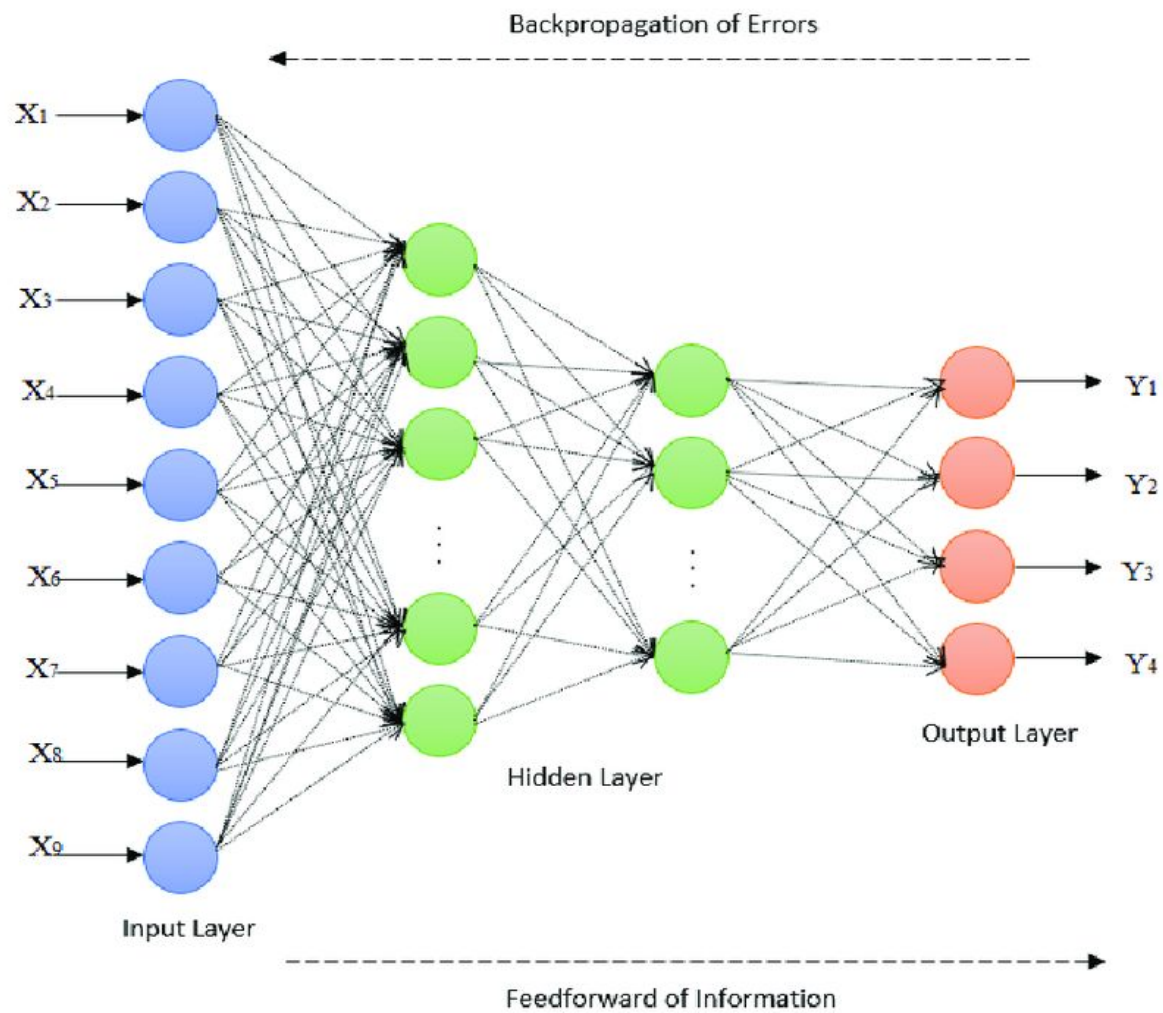 Backpropagation of Errors
X1
X2
X3
X4
X5
X6
X7
X8
X9
Y1
Y2
Y3
Y4
Output Layer
Hidden Layer
Input Layer
Feedforward of Information